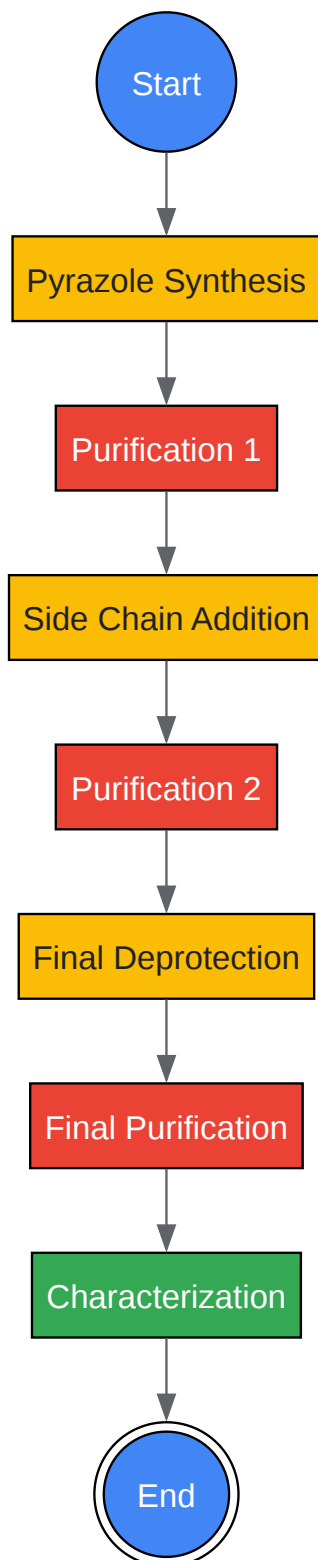 Start
Pyrazole Synthesis
Purification 1
Side Chain Addition
Purification 2
Final Deprotection
Final Purification
Characterization
End